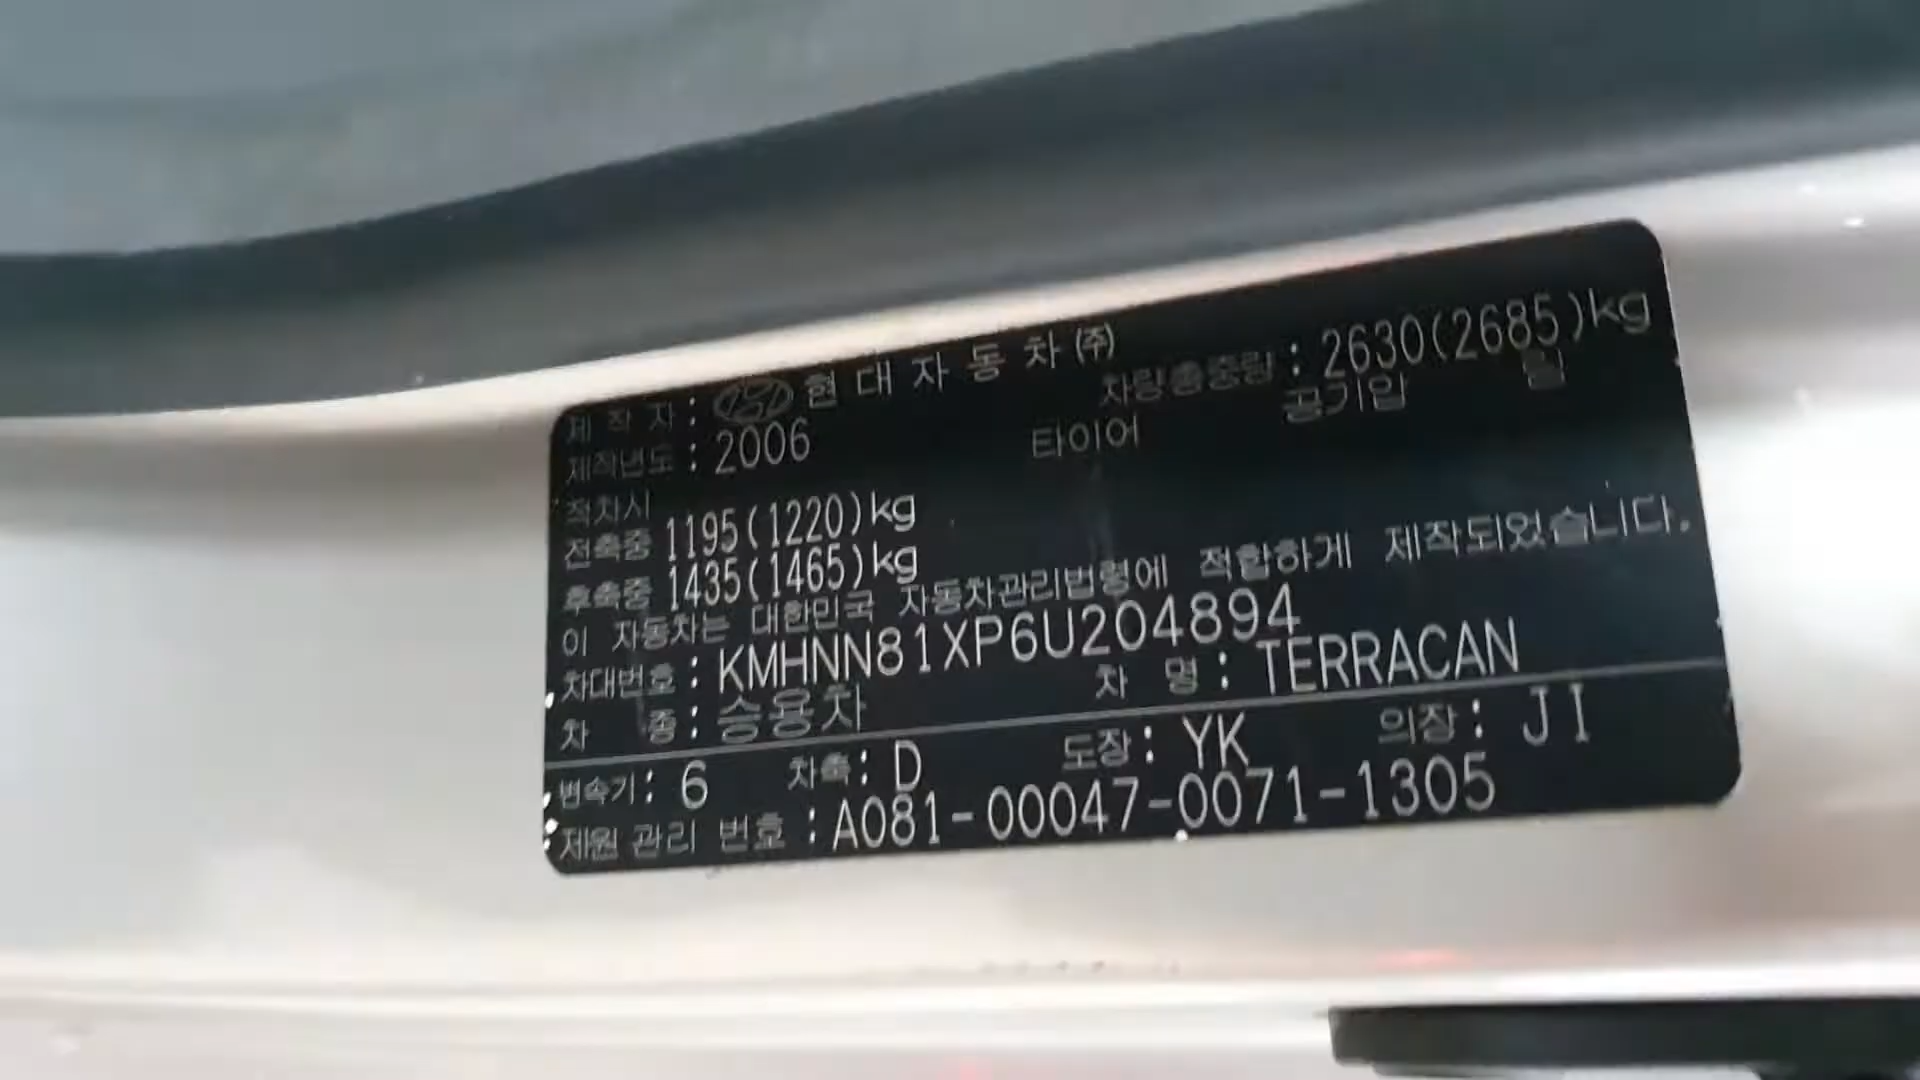 제작자 : 현대자동차㈜ 차량총중량 : 2630(2685)kg
제작년도 : 2006 타이어 공기압 림
적차시
전축중 1195(1220)kg
후축중 1435(1465)kg
이 자동차는 대한민국 자동차관리법령에 적합하게 제작되었습니다.
차대번호 : KMHNN81XP6U204894
차 종 : 승용차 차 명 : TERRACAN
변속기 : 6 차축 : D 도장 : YK 의장 : JI
제원 관리 번호 : A081-00047-0071-1305